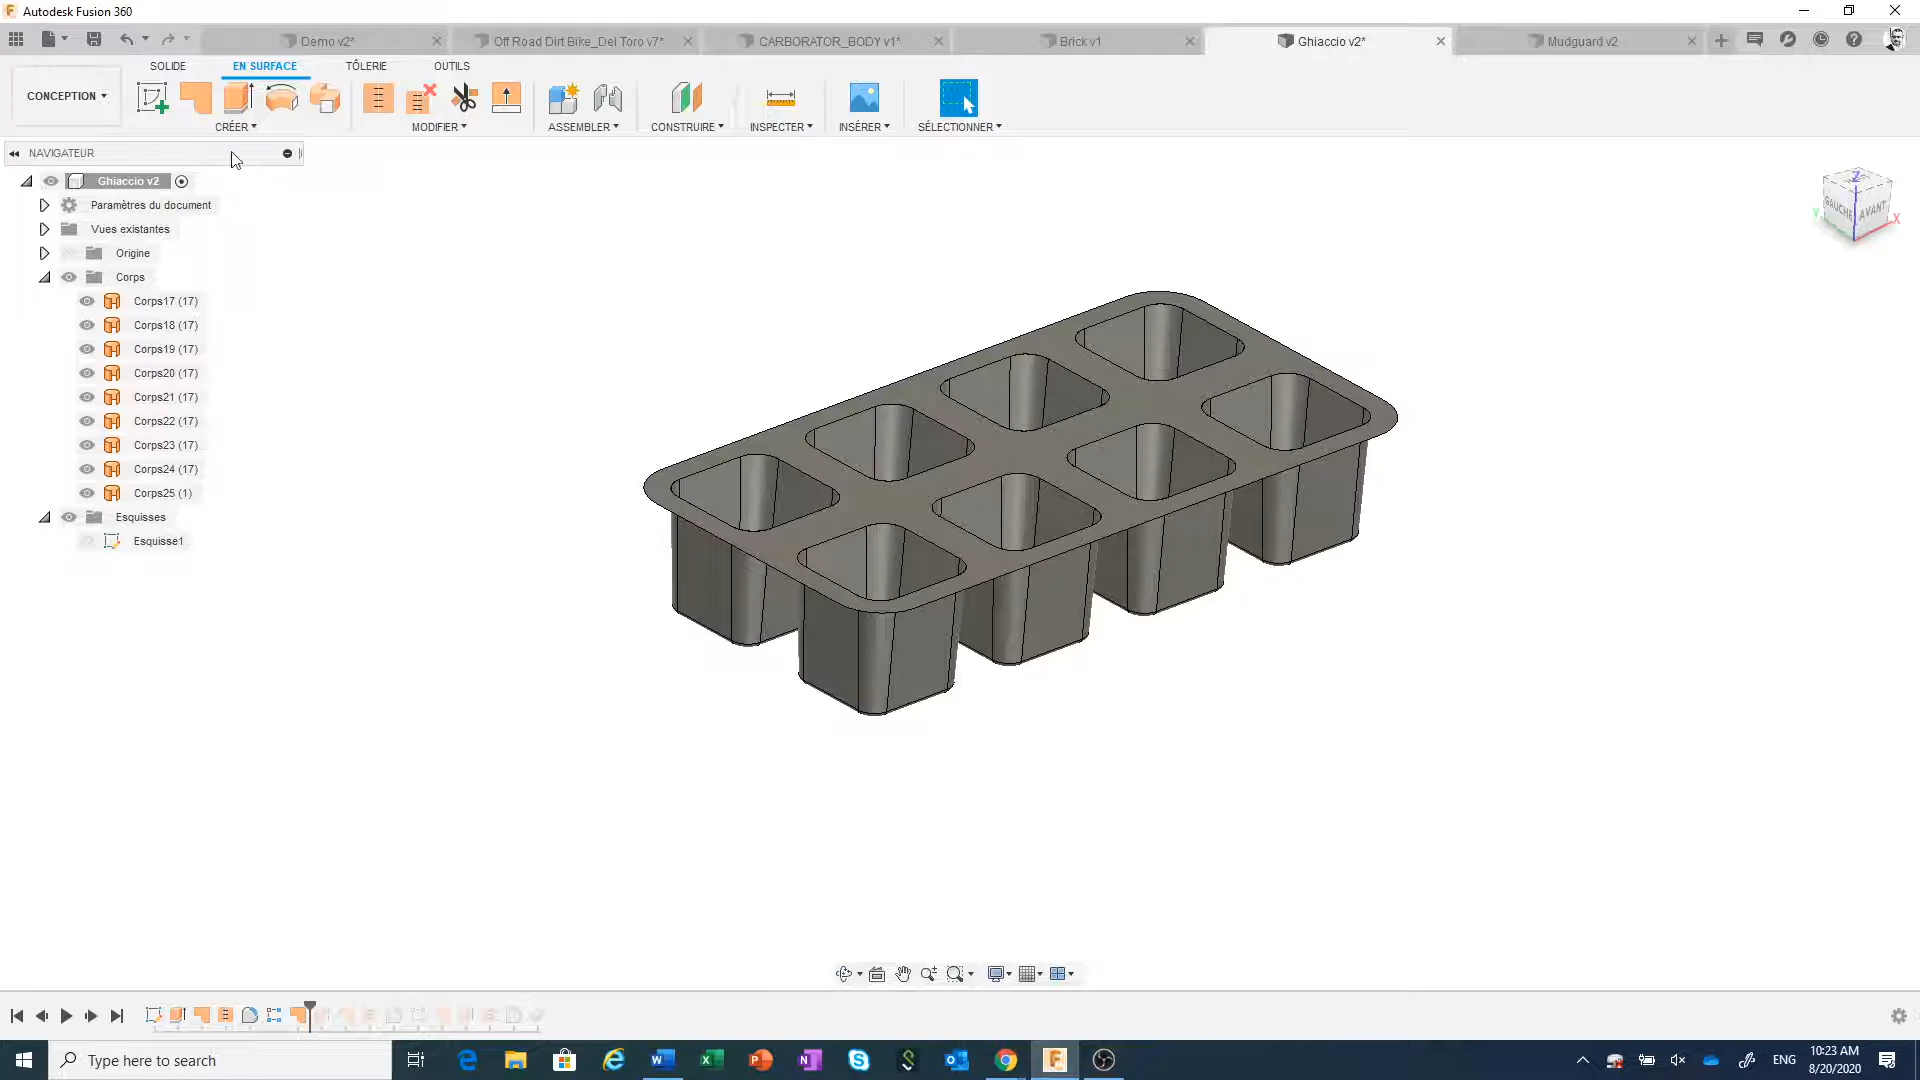 Autodesk Fusion 360
Demo v2*
Off Road Dirt Bike_Del Toro v7*
CARBORATOR_BODY v1*
Brick v1
Ghiaccio v2*
Mudguard v2
SOLIDE
EN SURFACE
TÔLERIE
OUTILS
CONCEPTION
CRÉER
MODIFIER
ASSEMBLER
CONSTRUIRE
INSPECTER
INSÉRER
SÉLECTIONNER
NAVIGATEUR
Ghiaccio v2
Paramètres du document
Vues existantes
Origine
Corps
Corps17 (17)
Corps18 (17)
Corps19 (17)
Corps20 (17)
Corps21 (17)
Corps22 (17)
Corps23 (17)
Corps24 (17)
Corps25 (1)
Esquisses
Esquisse1
Z
GAUCHE
AVANT
Y
X
Type here to search
ENG
10:23 AM
8/20/2020